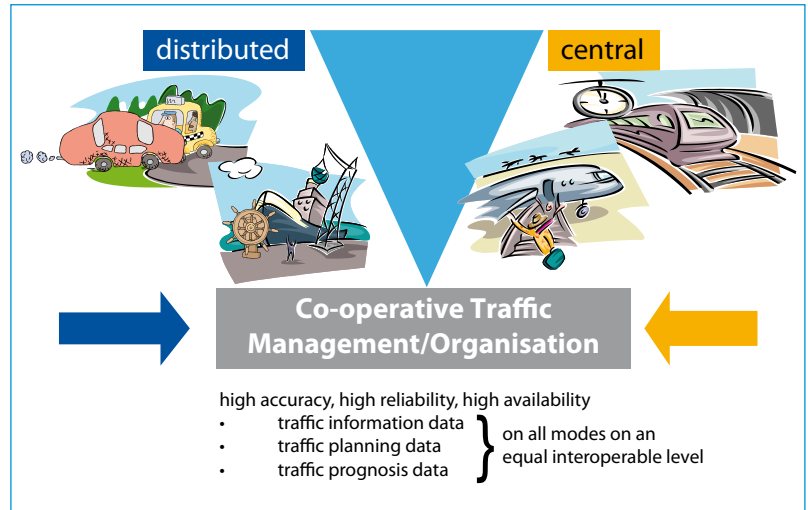 distributed
central
Co-operative Traffic
Management/Organisation
high accuracy, high reliability, high availability
• traffic information data
• traffic planning data
• traffic prognosis data
on all modes on an
equal interoperable level